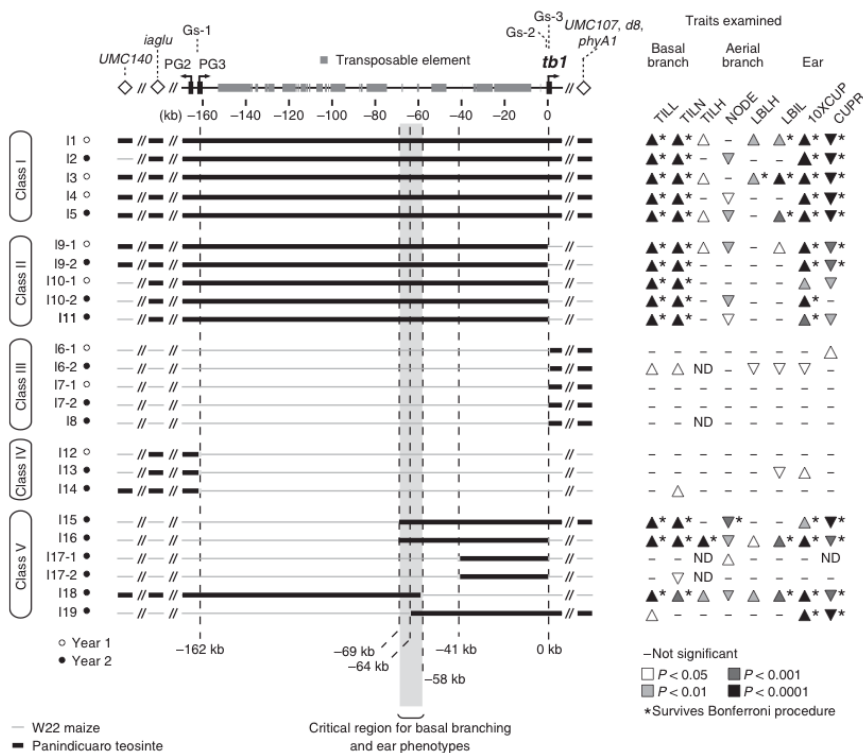 Gs-3
Gs-1
Gs-2
UMC107, d8,
phyA1
Traits examined
iaglu
UMC140
PG2
PG3
Transposable element
tb1
Basal
branch
Aerial
branch
Ear
(kb) −160 −140 −120 −100 −80 −60 −40 −20 0
TILL TILN TILH NODE LBLH LBIL 10XCUP CUPR
Class I
I1 // // // * * – * * *
I2 // // // * * – – – * *
I3 // // // * * – * * * *
I4 // // // * * – – – * *
I5 // // // * * – * * *
Class II
I9-1 // // // * * – * *
I9-2 // // // * * – – – – * *
I10-1 // // // * * – – – –
I10-2 // // // * * – – – * –
I11 // // // * * – – – *
Class III
I6-1 // // // – – – – – – –
I6-2 // // // ND – –
I7-1 // // // – – – – – – – –
I7-2 // // // – – – – – – – –
I8 // // // – – ND – – – – –
Class IV
I12 // // // – – – – – – – –
I13 // // // – – – – – –
I14 // // // – – – – – – –
Class V
I15 // // // * * – * – – * *
I16 // // // * * * * * *
I17-1 // // // – – ND – – – ND
I17-2 // // // – ND – – – – –
I18 // // // * * * * *
I19 // // // – – – – – * *
Year 1
Year 2
−162 kb
−69 kb
−64 kb
−58 kb
−41 kb
0 kb
–Not significant
P < 0.05 P < 0.001
P < 0.01 P < 0.0001
*Survives Bonferroni procedure
W22 maize
Panindicuaro teosinte
Critical region for basal branching
and ear phenotypes